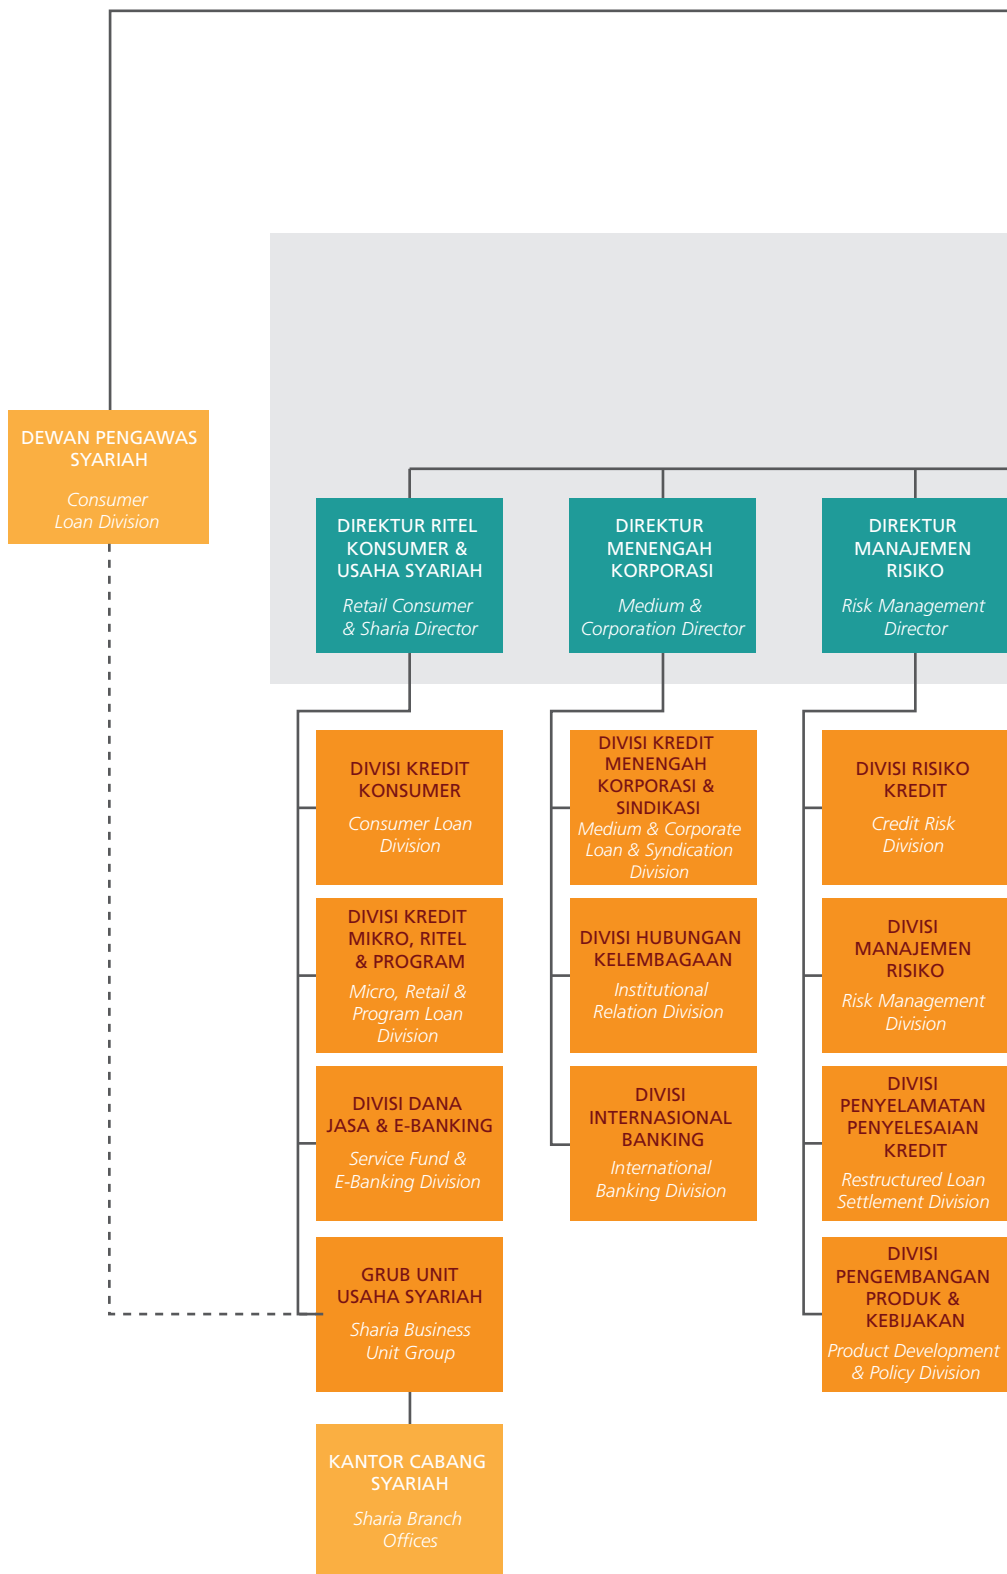 DEWAN PENGAWAS
SYARIAH
Consumer
Loan Division
DIREKTUR RITEL
KONSUMER &
USAHA SYARIAH
Retail Consumer
& Sharia Director
DIREKTUR
MENENGAH
KORPORASI
Medium &
Corporation Director
DIREKTUR
MANAJEMEN
RISIKO
Risk Management
Director
DIVISI KREDIT
KONSUMER
Consumer Loan
Division
DIVISI KREDIT
MENENGAH
KORPORASI &
SINDIKASI
Medium & Corporate
Loan & Syndication
Division
DIVISI RISIKO
KREDIT
Credit Risk
Division
DIVISI KREDIT
MIKRO, RITEL
& PROGRAM
Micro, Retail &
Program Loan
Division
DIVISI HUBUNGAN
KELEMBAGAAN
Institutional
Relation Division
DIVISI
MANAJEMEN
RISIKO
Risk Management
Division
DIVISI DANA
JASA & E-BANKING
Service Fund &
E-Banking Division
DIVISI
INTERNASIONAL
BANKING
International
Banking Division
DIVISI
PENYELAMATAN
PENYELESAIAN
KREDIT
Restructured Loan
Settlement Division
GRUB UNIT
USAHA SYARIAH
Sharia Business
Unit Group
DIVISI
PENGEMBANGAN
PRODUK &
KEBIJAKAN
Product Development
& Policy Division
KANTOR CABANG
SYARIAH
Sharia Branch
Offices